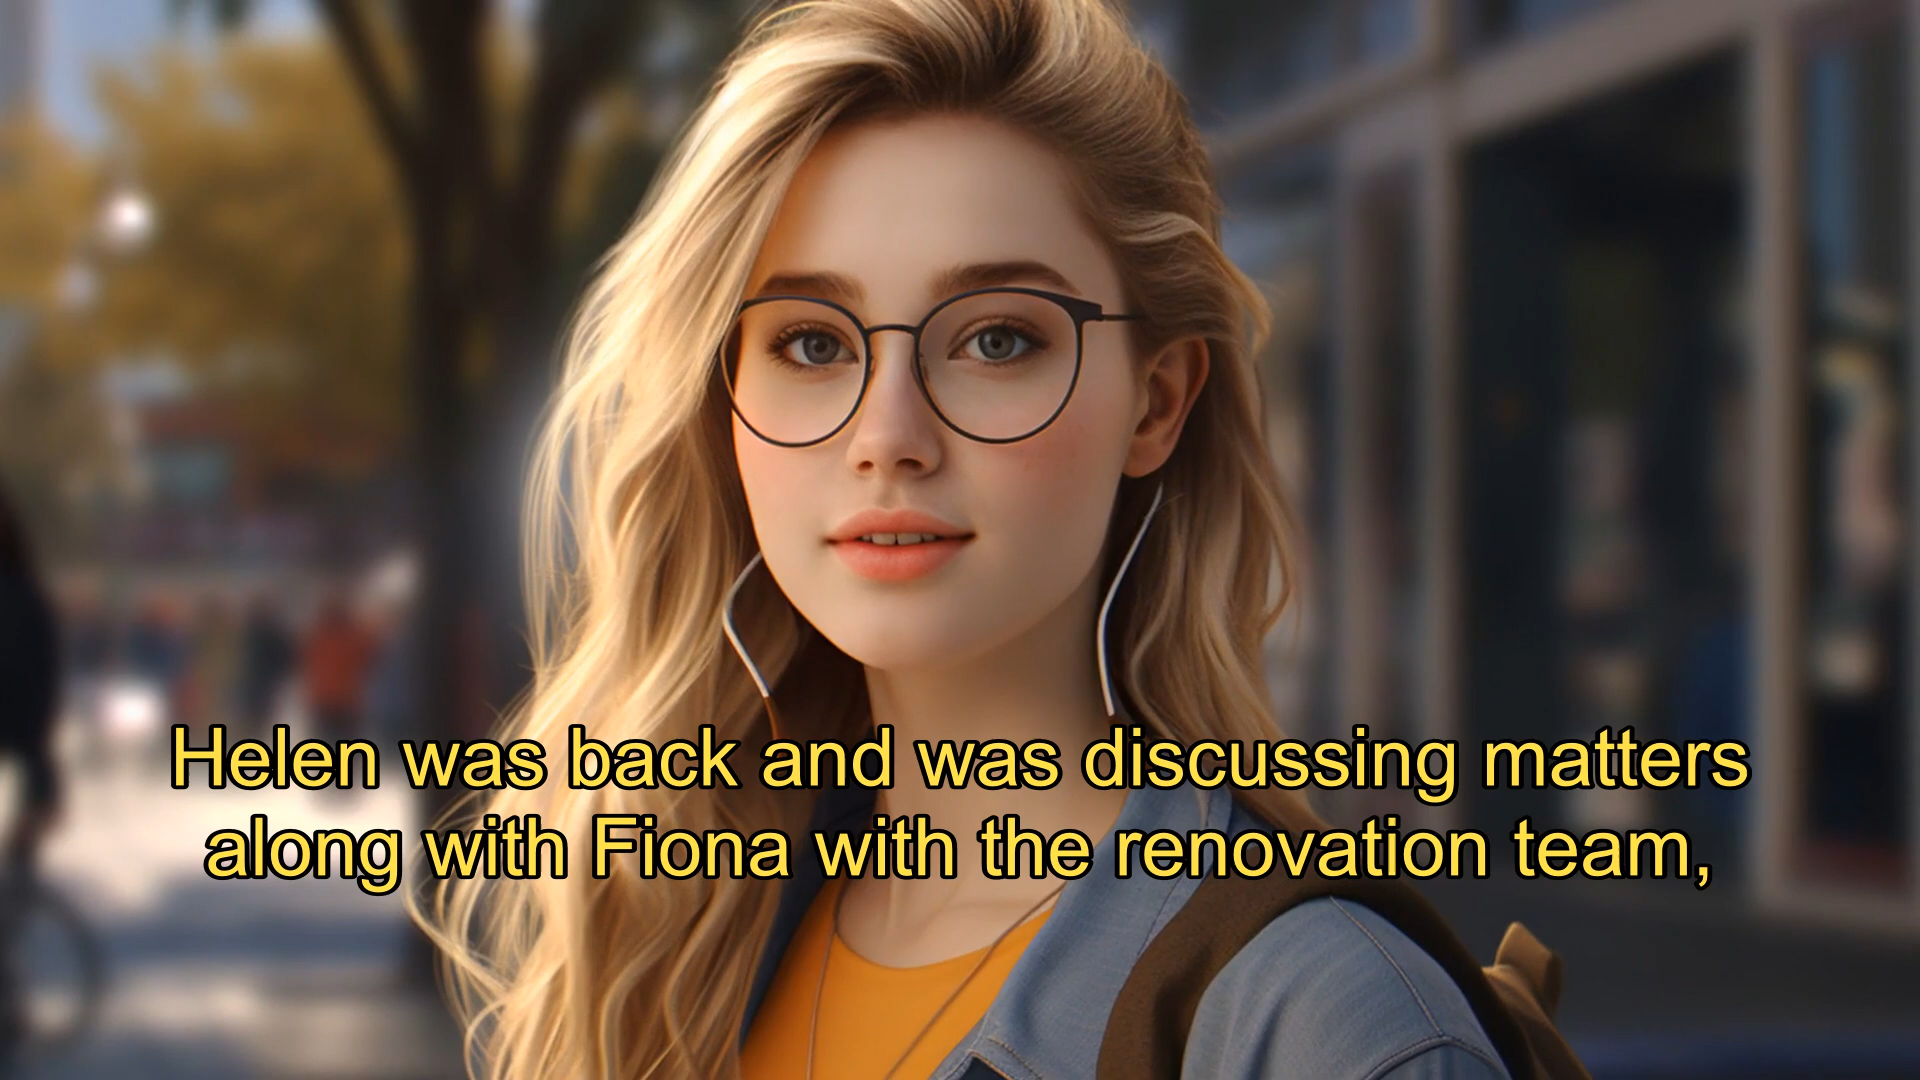 Helen was back and was discussing matters
along with Fiona with the renovation team,